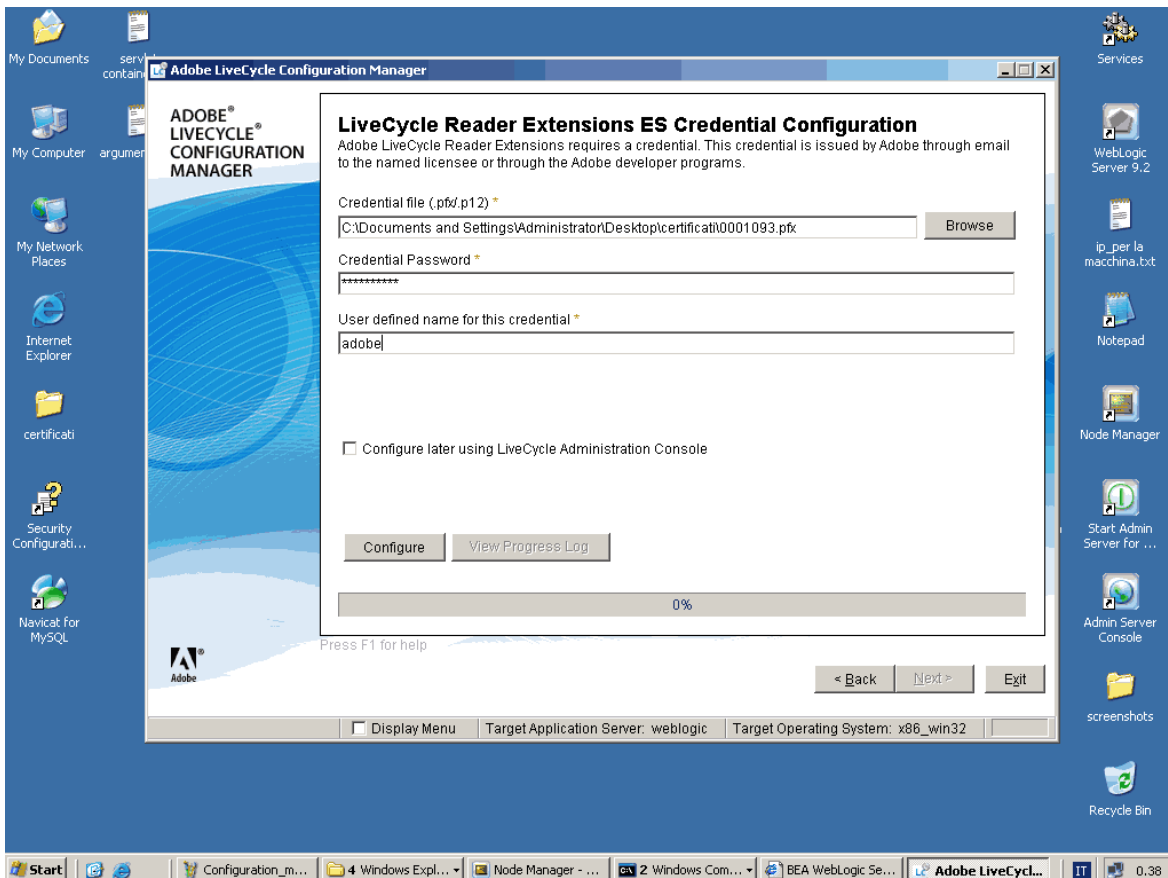 My Documents
Adobe LiveCycle Configuration Manager
Services
ADOBE®
LIVECYCLE®
CONFIGURATION
MANAGER
LiveCycle Reader Extensions ES Credential Configuration
Adobe LiveCycle Reader Extensions requires a credential. This credential is issued by Adobe through email
to the named licensee or through the Adobe developer programs.
My Computer
WebLogic
Server 9.2
Credential file (.pfx/.p12) *
C:\Documents and Settings\Administrator\Desktop\certificati\0001093.pfx
Browse
My Network
Places
ip_per la
macchina.txt
Credential Password *
**********
User defined name for this credential *
adobe
Internet
Explorer
Notepad
certificati
Node Manager
Configure later using LiveCycle Administration Console
Security
Configurati...
Start Admin
Server for ...
Configure
View Progress Log
0%
Navicat for
MySQL
Admin Server
Console
Press F1 for help
Adobe
< Back
Next >
Exit
screenshots
Display Menu
Target Application Server: weblogic
Target Operating System: x86_win32
Recycle Bin
Start
Configuration_m...
4 Windows Expl...
Node Manager - ...
2 Windows Com...
BEA WebLogic Se...
Adobe LiveCycl...
IT
0.38